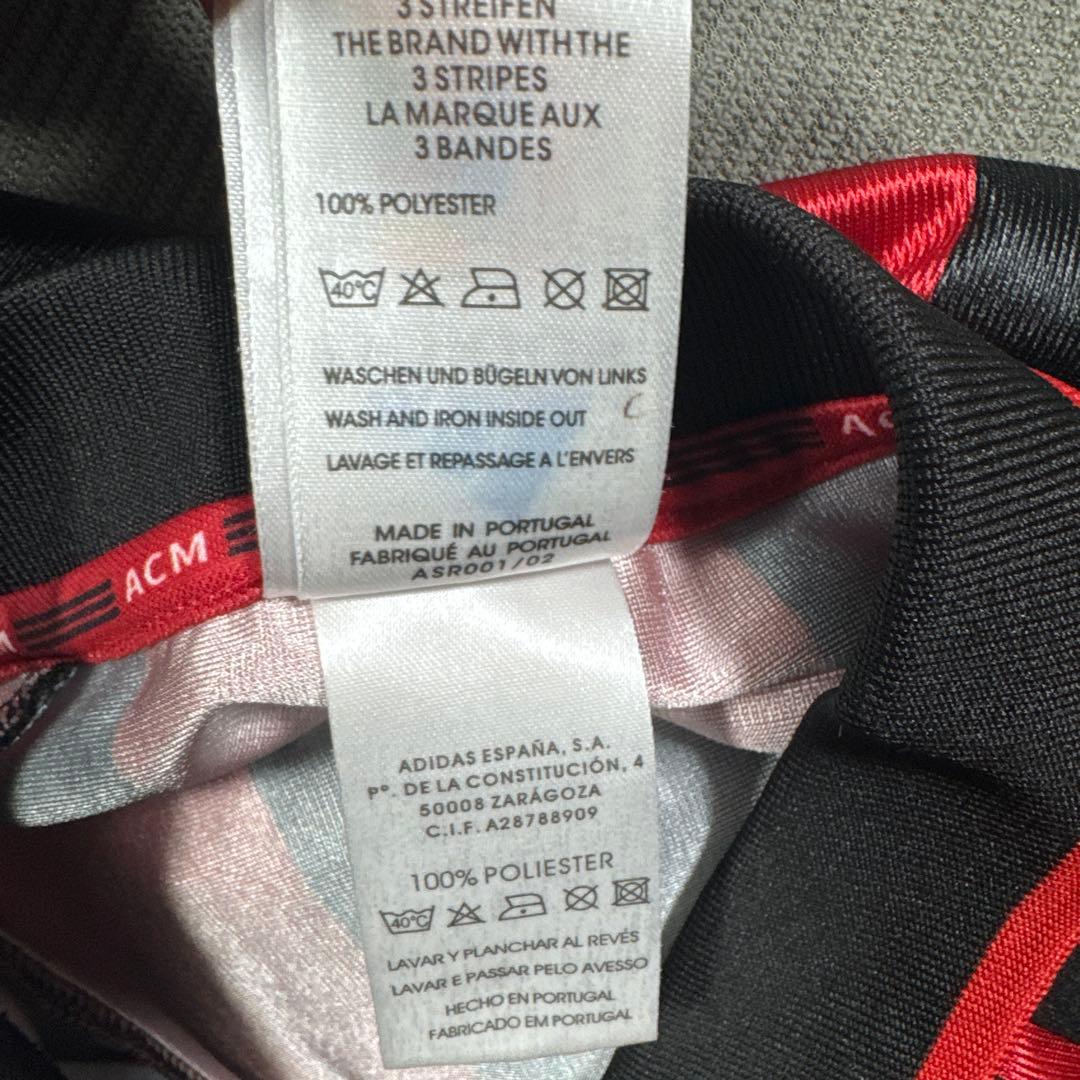 3 STREIFEN
THE BRAND WITH THE
3 STRIPES
LA MARQUE AUX
3 BANDES
100% POLYESTER
40°C
WASCHEN UND BÜGELN VON LINKS
WASH AND IRON INSIDE OUT
LAVAGE ET REPASSAGE A L'ENVERS
MADE IN PORTUGAL
FABRIQUÉ AU PORTUGAL
ASR001/02
ACM
ADIDAS ESPAÑA, S.A.
Pº. DE LA CONSTITUCIÓN, 4
50008 ZARÁGOZA
C.I.F. A28788909
100% POLIESTER
40°C
LAVAR Y PLANCHAR AL REVÉS
LAVAR E PASSAR PELO AVESSO
HECHO EN PORTUGAL
FABRICADO EM PORTUGAL